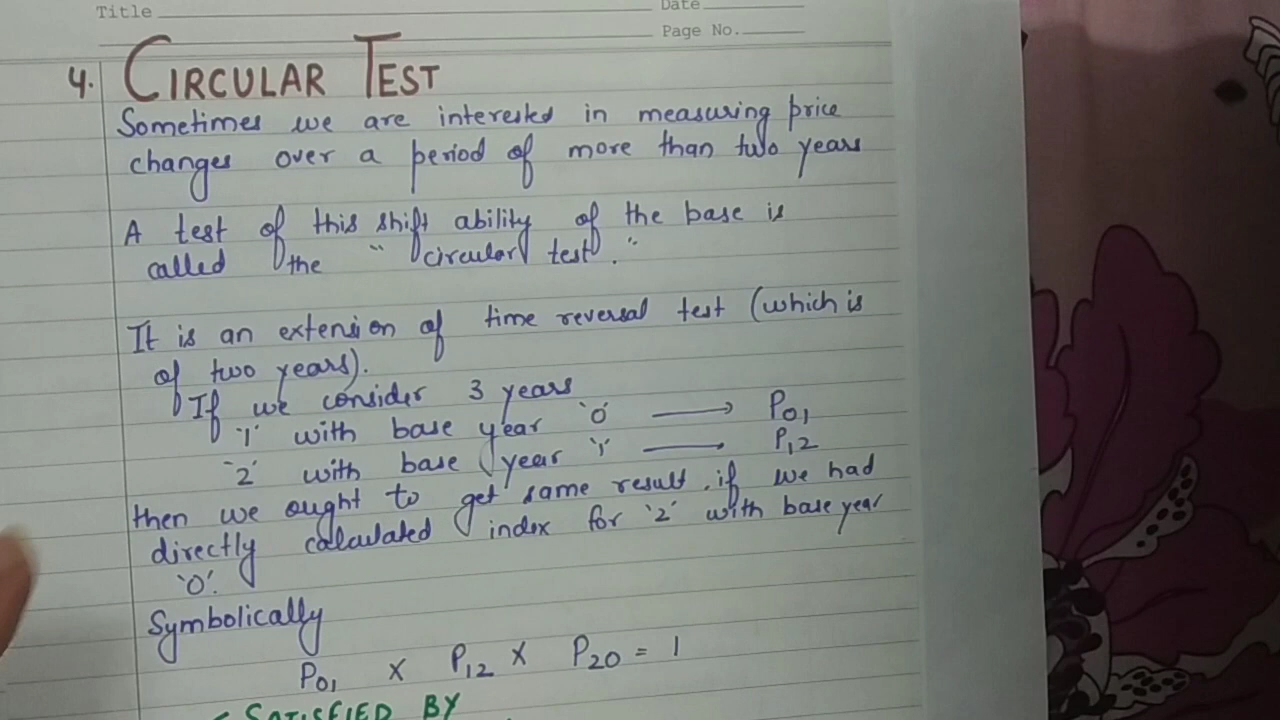 Title
Date
Page No.
4. CIRCULAR TEST
Sometimes we are interested in measuring price
changes over a period of more than two years
A test of this shift ability of the base is
called the "circular test."
It is an extension of time reversal test (which is
of two years).
If we consider 3 years
'1' with base year '0' → P01
'2' with base year '1' → P12
then we ought to get same result, if we had
directly calculated index for '2' with base year
'0'.
Symbolically
P01 × P12 × P20 = 1
SATISFIED BY